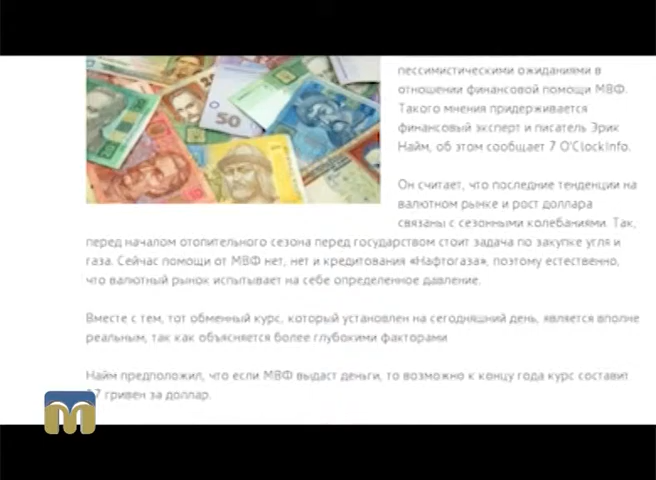 50
пессимистическими ожиданиями в
отношении финансовой помощи МВФ.
Такого мнения придерживается
финансовый эксперт и писатель Эрик
Найм, об этом сообщает 7 O'ClockInfo.
Он считает, что последние тенденции на
валютном рынке и рост доллара
связаны с сезонными колебаниями. Так,
перед началом отопительного сезона перед государством стоит задача по закупке угля и
газа. Сейчас помощи от МВФ нет, нет и кредитования «Нафтогаза», поэтому естественно,
что валютный рынок испытывает на себе определенное давление.
Вместе с тем, тот обменный курс, который установлен на сегодняшний день, является вполне
реальным, так как объясняется более глубокими факторами
Найм предположил, что если МВФ выдаст деньги, то возможно к концу года курс составит
гривен за доллар.